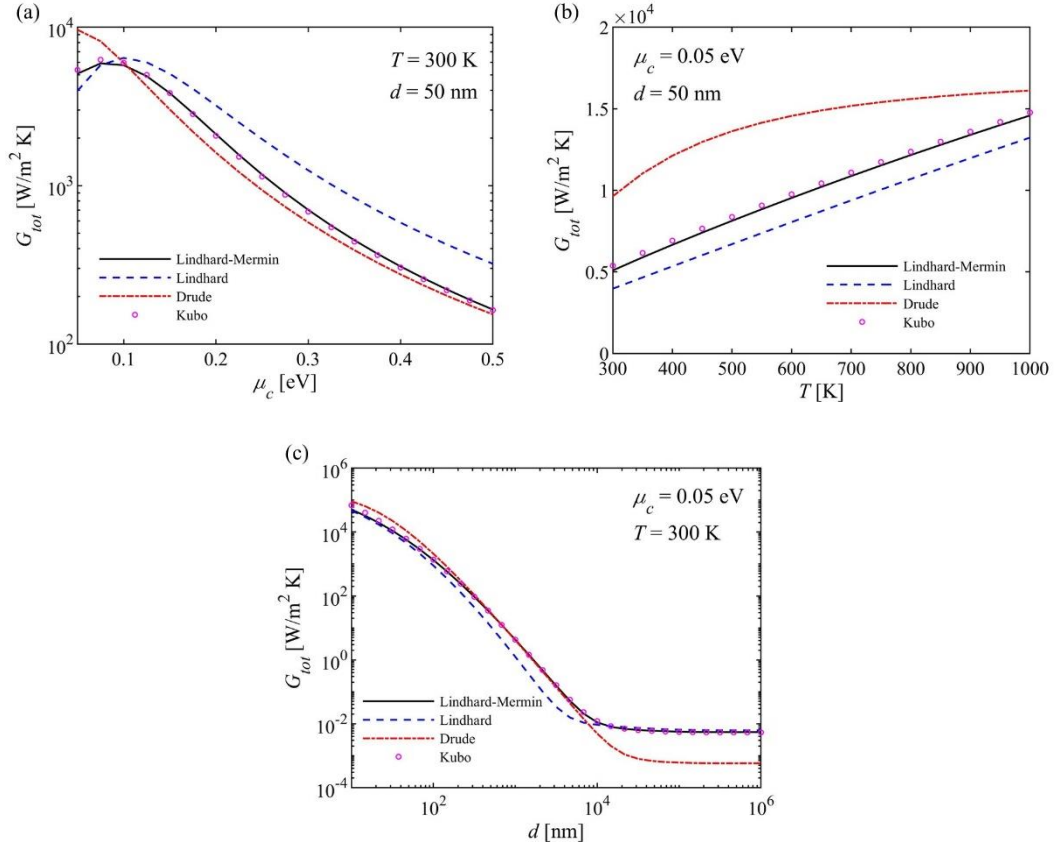 (a)
10^4
10^3
10^2
G_tot [W/m^2 K]
T = 300 K
d = 50 nm
Lindhard-Mermin
Lindhard
Drude
Kubo
0.1 0.2 0.3 0.4 0.5
μ_c [eV]
(b)
2 ×10^4
1.5
1
0.5
0
G_tot [W/m^2 K]
μ_c = 0.05 eV
d = 50 nm
Lindhard-Mermin
Lindhard
Drude
Kubo
300 400 500 600 700 800 900 1000
T [K]
(c)
10^6
10^4
10^2
10^0
10^-2
10^-4
G_tot [W/m^2 K]
μ_c = 0.05 eV
T = 300 K
Lindhard-Mermin
Lindhard
Drude
Kubo
10^2 10^4 10^6
d [nm]